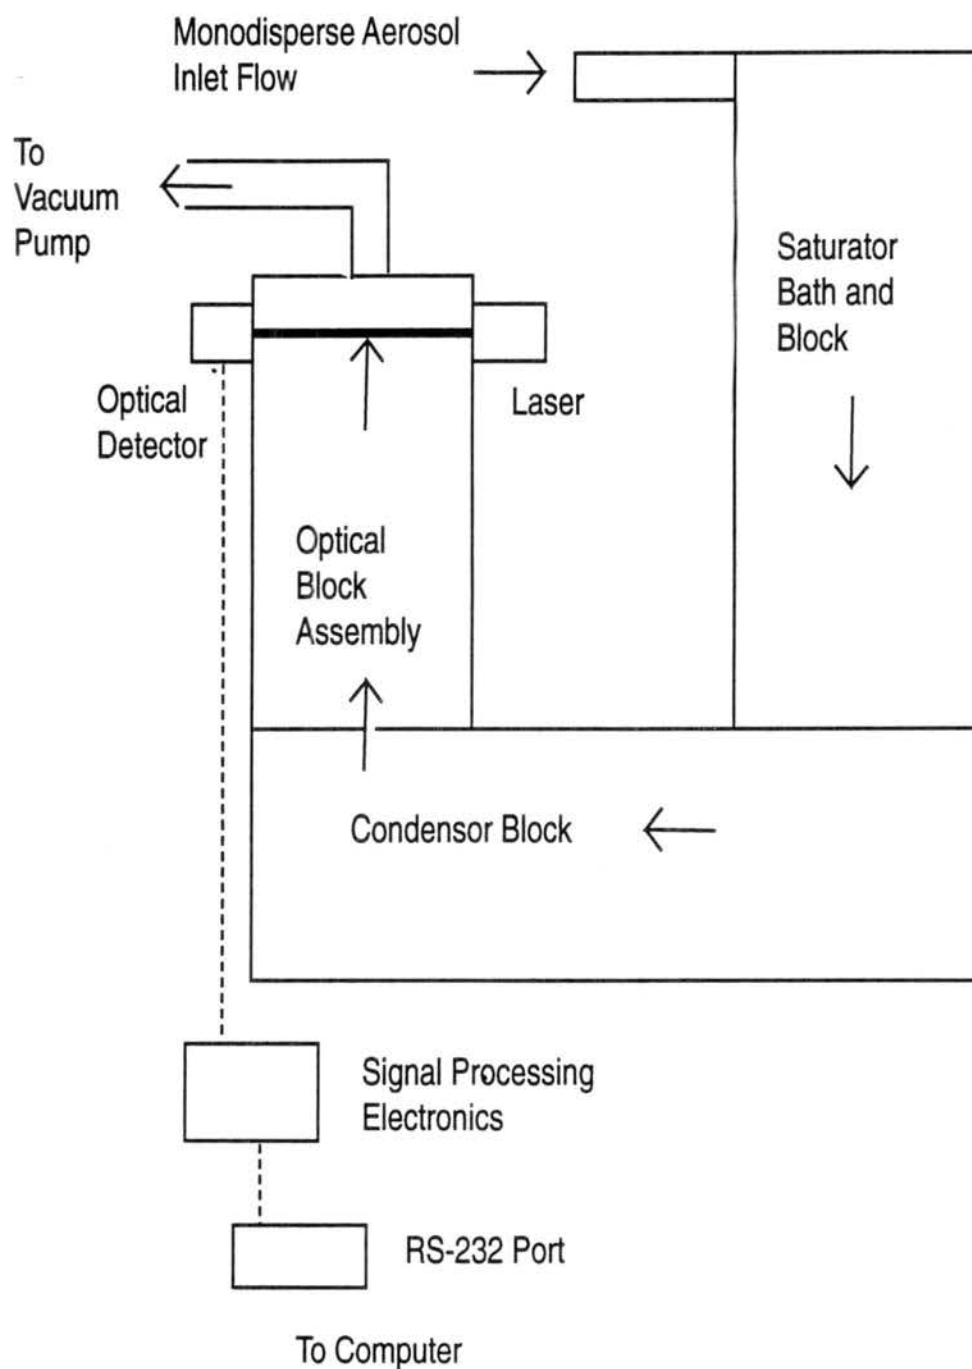 Monodisperse Aerosol
Inlet Flow
To
Vacuum
Pump
Saturator
Bath and
Block
Optical
Detector
Laser
Optical
Block
Assembly
Condensor Block
Signal Processing
Electronics
RS-232 Port
To Computer